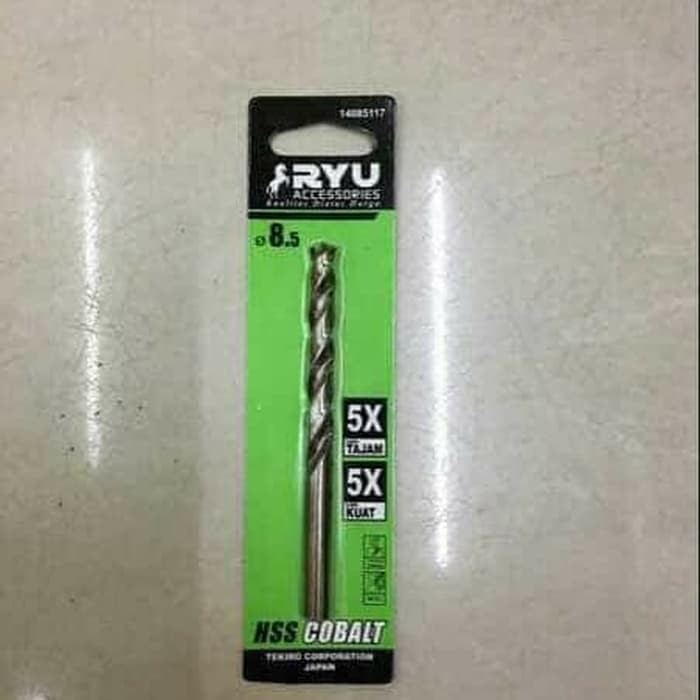 14085117
RYU
ACCESSORIES
Kualitas Diatas Harga
Ø 8.5
5X
TAJAM
5X
KUAT
HSS COBALT
TEKIRO CORPORATION
JAPAN